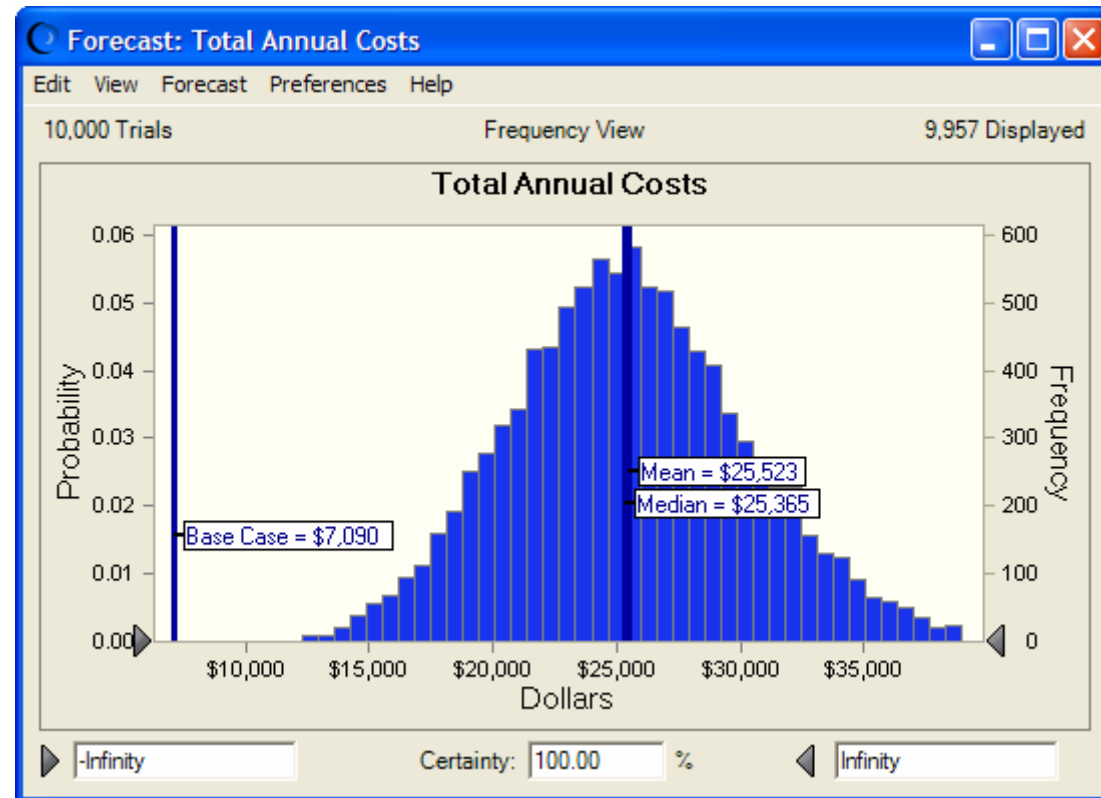 Forecast: Total Annual Costs
Edit View Forecast Preferences Help
10,000 Trials Frequency View 9,957 Displayed
Total Annual Costs
0.06
0.05
0.04
0.03
0.02
0.01
0.00
Probability
600
500
400
300
200
100
0
Frequency
Mean = $25,523
Median = $25,365
Base Case = $7,090
$10,000 $15,000 $20,000 $25,000 $30,000 $35,000
Dollars
-Infinity Certainty: 100.00 % Infinity